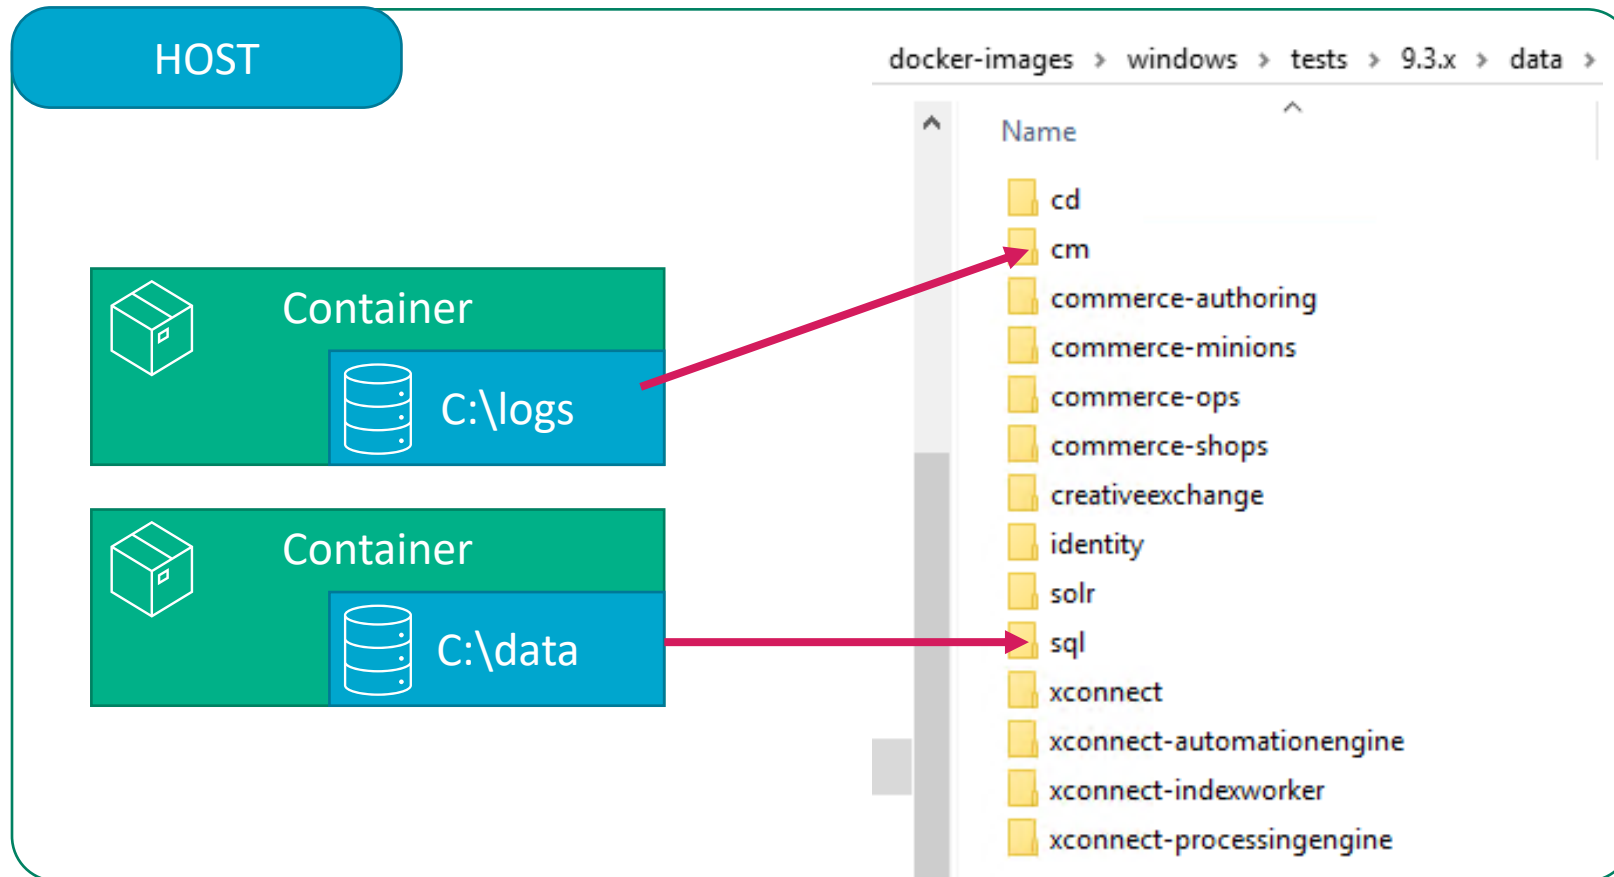 HOST
docker-images > windows > tests > 9.3.x > data >
Name
cd
cm
commerce-authoring
commerce-minions
commerce-ops
commerce-shops
creativeexchange
identity
solr
sql
xconnect
xconnect-automationengine
xconnect-indexworker
xconnect-processingengine
Container
C:\logs
Container
C:\data